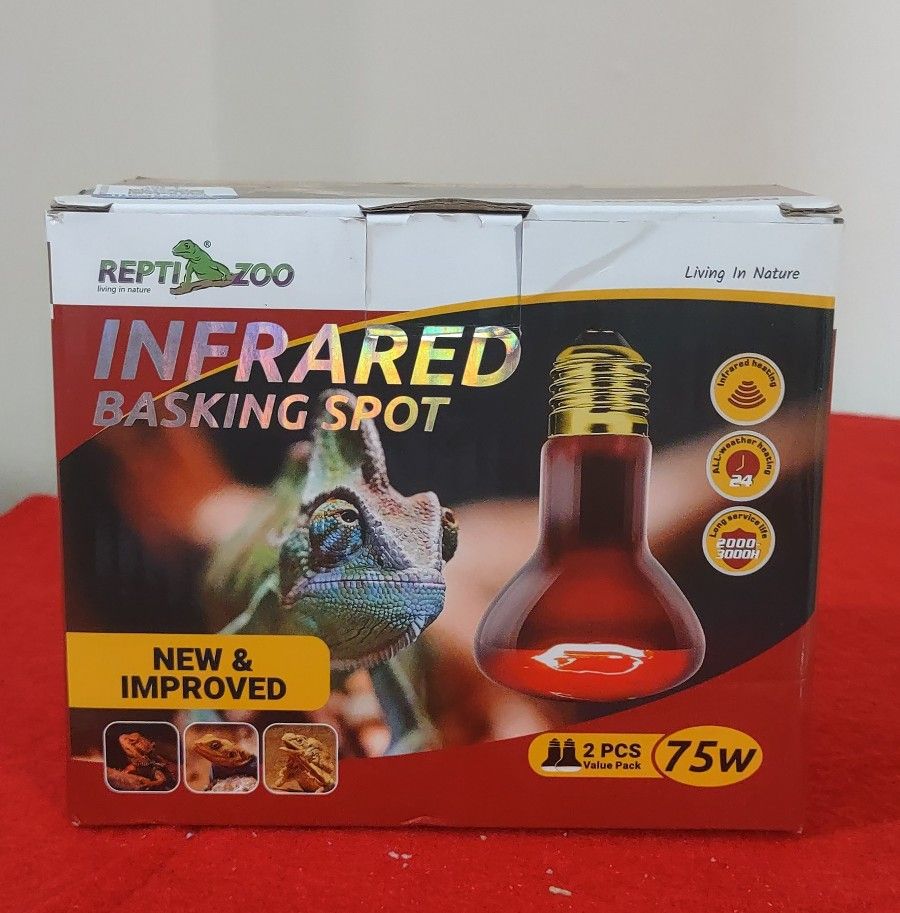 REPTI ZOO®
living in nature
Living In Nature
INFRARED
BASKING SPOT
Infrared heating
ALL-weather heating
24
Long service life
2000-
3000H
NEW &
IMPROVED
2 PCS
Value Pack
75W